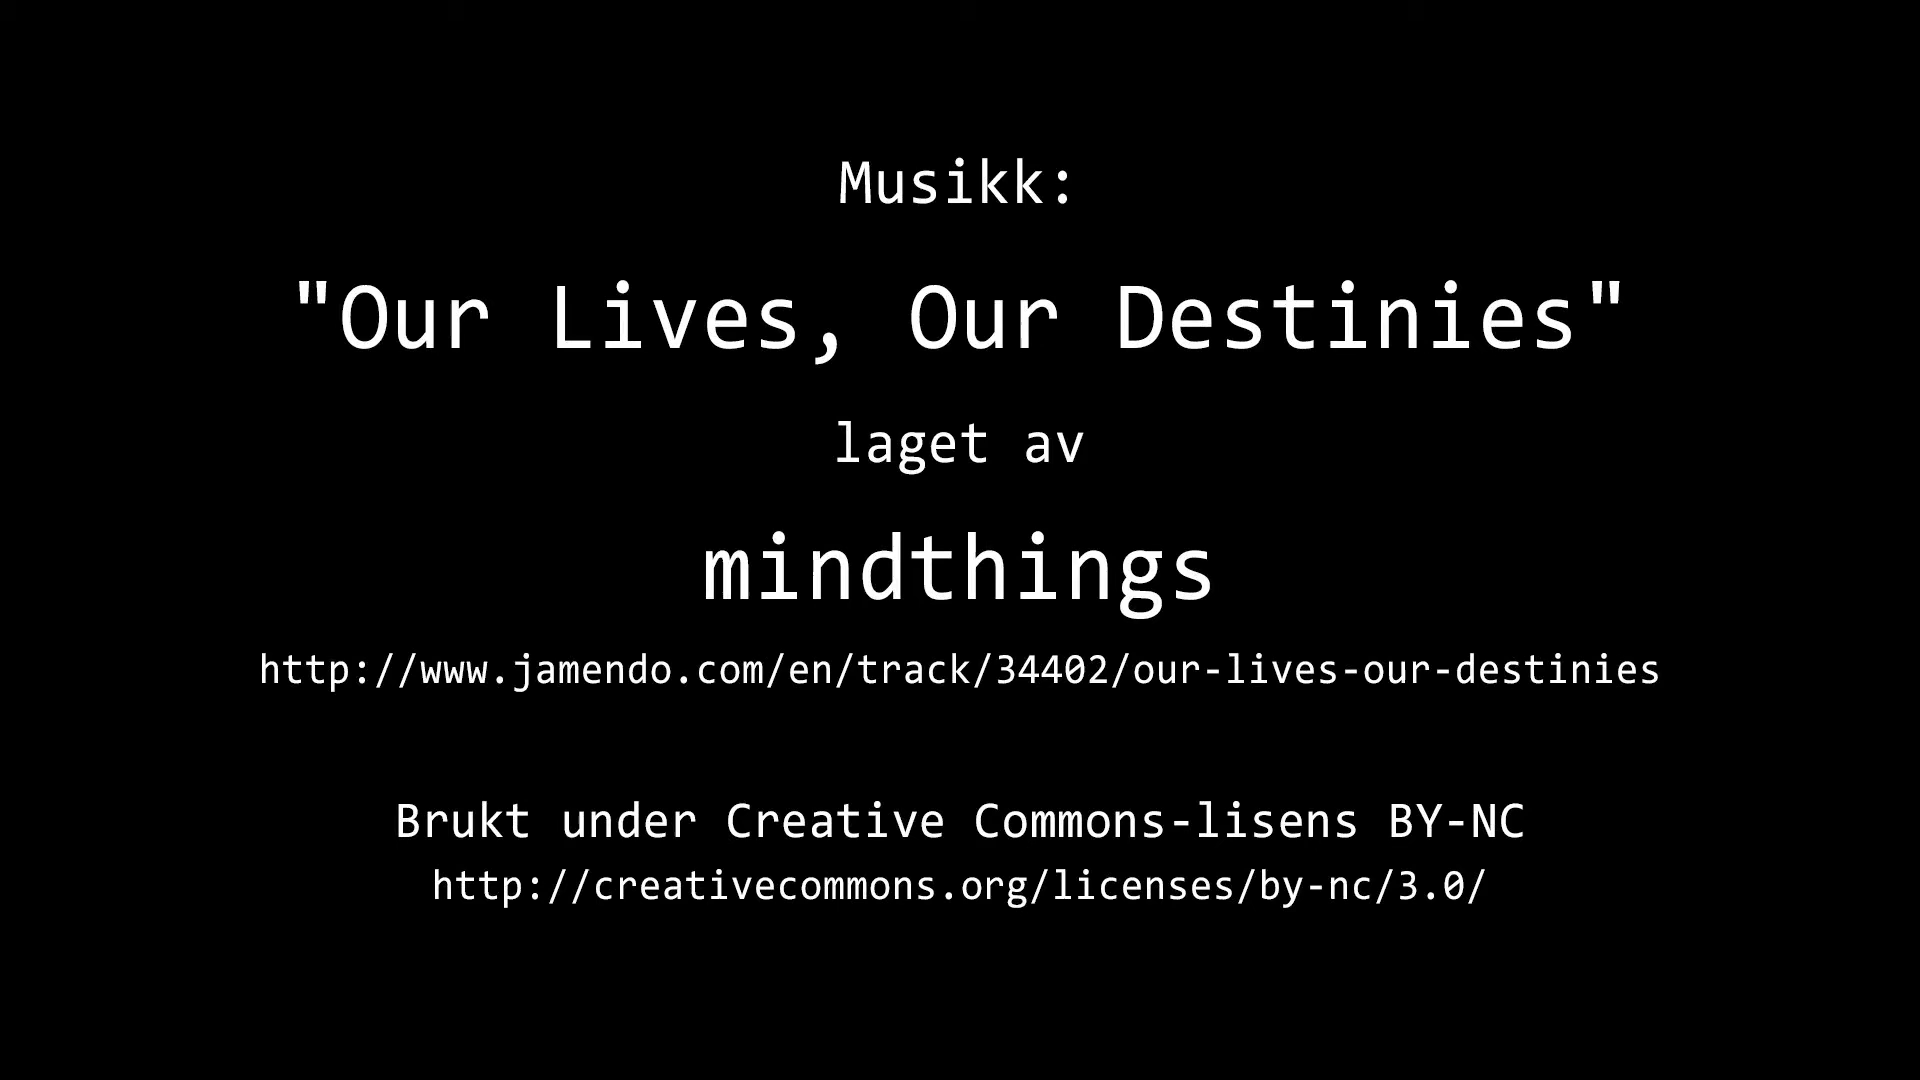 Musikk:
"Our Lives, Our Destinies"
laget av
mindthings
http://www.jamendo.com/en/track/34402/our-lives-our-destinies
Brukt under Creative Commons-lisens BY-NC
http://creativecommons.org/licenses/by-nc/3.0/